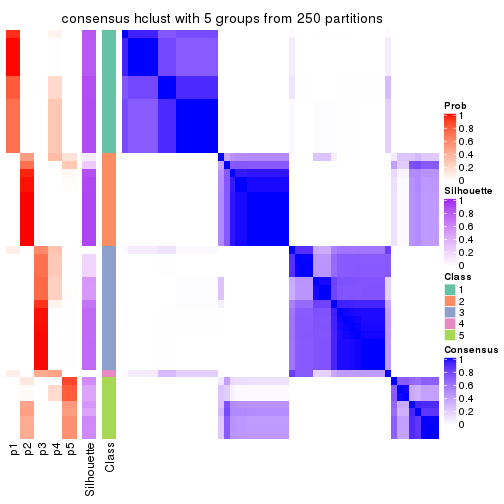 consensus hclust with 5 groups from 250 partitions
Prob
1
0.8
0.6
0.4
0.2
0
Silhouette
1
0.8
0.6
0.4
0.2
0
Class
1
2
3
4
5
Consensus
1
0.8
0.6
0.4
0.2
0
p1
p2
p3
p4
p5
Silhouette
Class